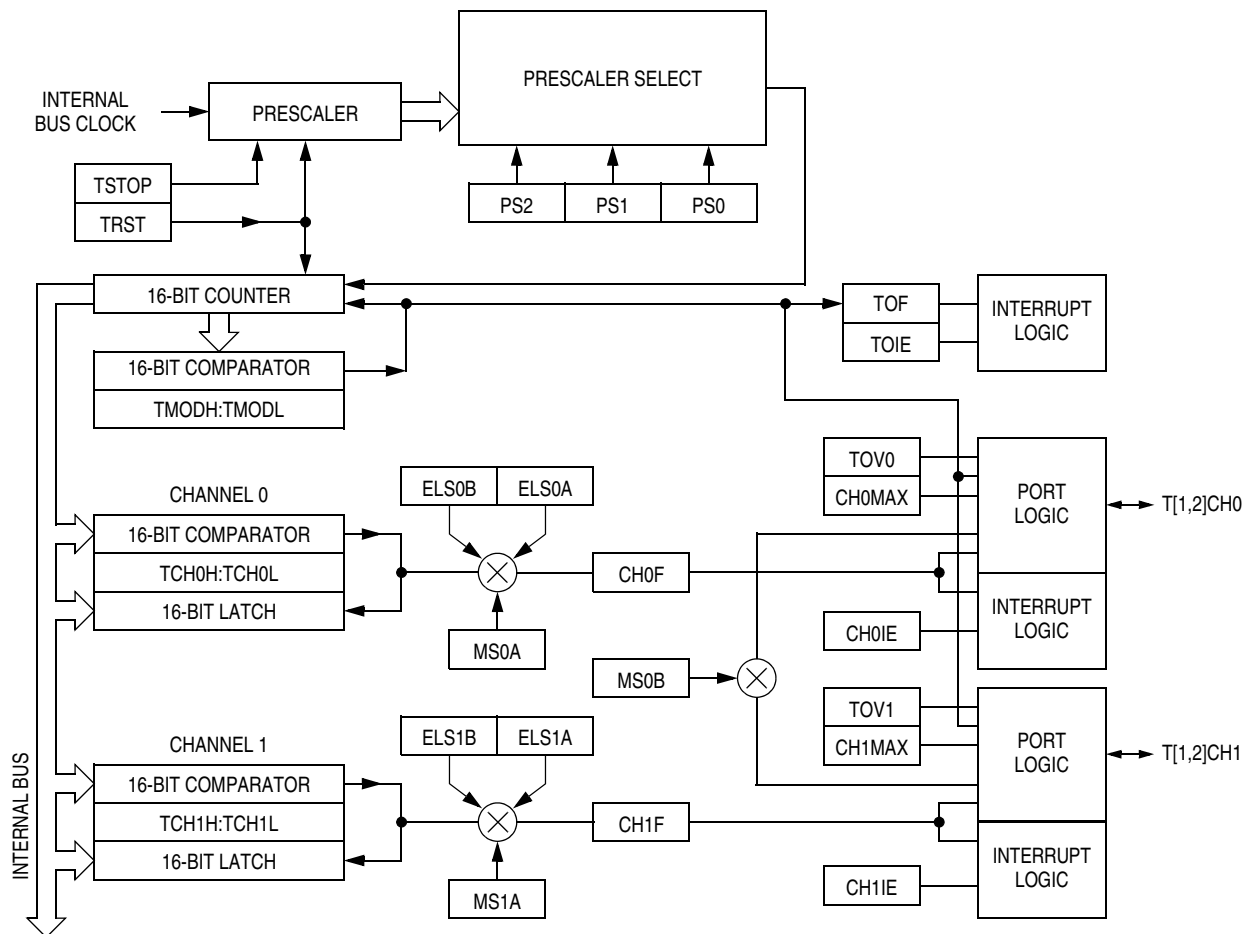 PRESCALER SELECT
INTERNAL
BUS CLOCK
PRESCALER
TSTOP
TRST
PS2 PS1 PS0
16-BIT COUNTER
TOF
TOIE
INTERRUPT
LOGIC
16-BIT COMPARATOR
TMODH:TMODL
TOV0
CH0MAX
PORT
LOGIC
T[1,2]CH0
ELS0B ELS0A
CHANNEL 0
16-BIT COMPARATOR
TCH0H:TCH0L
16-BIT LATCH
CH0F
MS0A
CH0IE
INTERRUPT
LOGIC
MS0B
TOV1
CH1MAX
PORT
LOGIC
T[1,2]CH1
ELS1B ELS1A
CHANNEL 1
16-BIT COMPARATOR
TCH1H:TCH1L
16-BIT LATCH
CH1F
MS1A
CH1IE
INTERRUPT
LOGIC
INTERNAL BUS